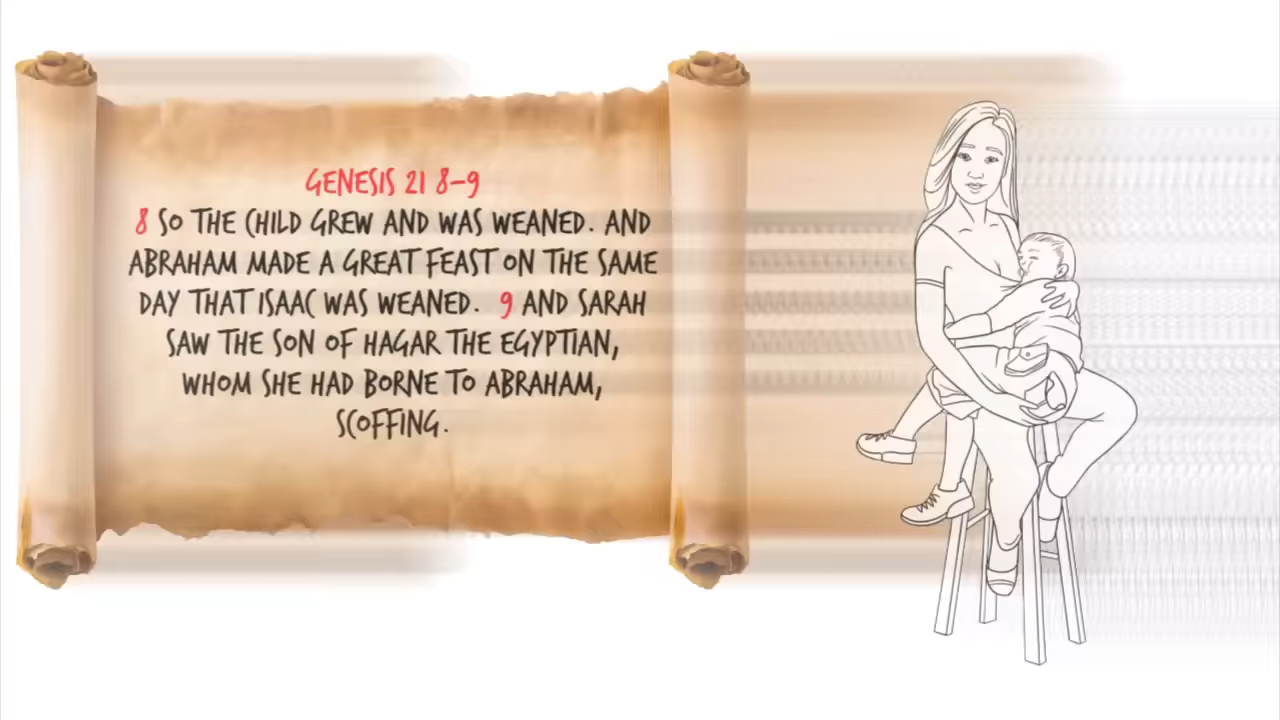 GENESIS 21 8-9
8 SO THE CHILD GREW AND WAS WEANED. AND
ABRAHAM MADE A GREAT FEAST ON THE SAME
DAY THAT ISAAC WAS WEANED. 9 AND SARAH
SAW THE SON OF HAGAR THE EGYPTIAN,
WHOM SHE HAD BORNE TO ABRAHAM,
SCOFFING.